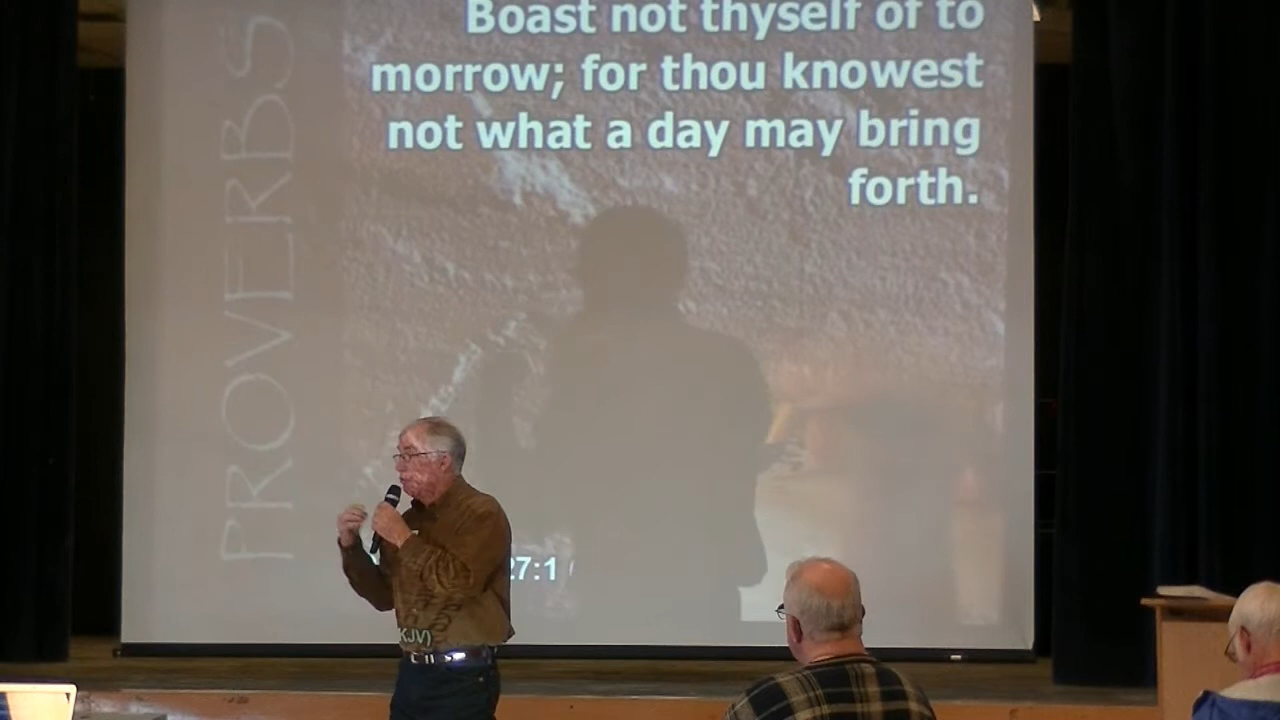 Boast not thyself of to
morrow; for thou knowest
not what a day may bring
forth.
PROVERBS
27:1 (
KJV)